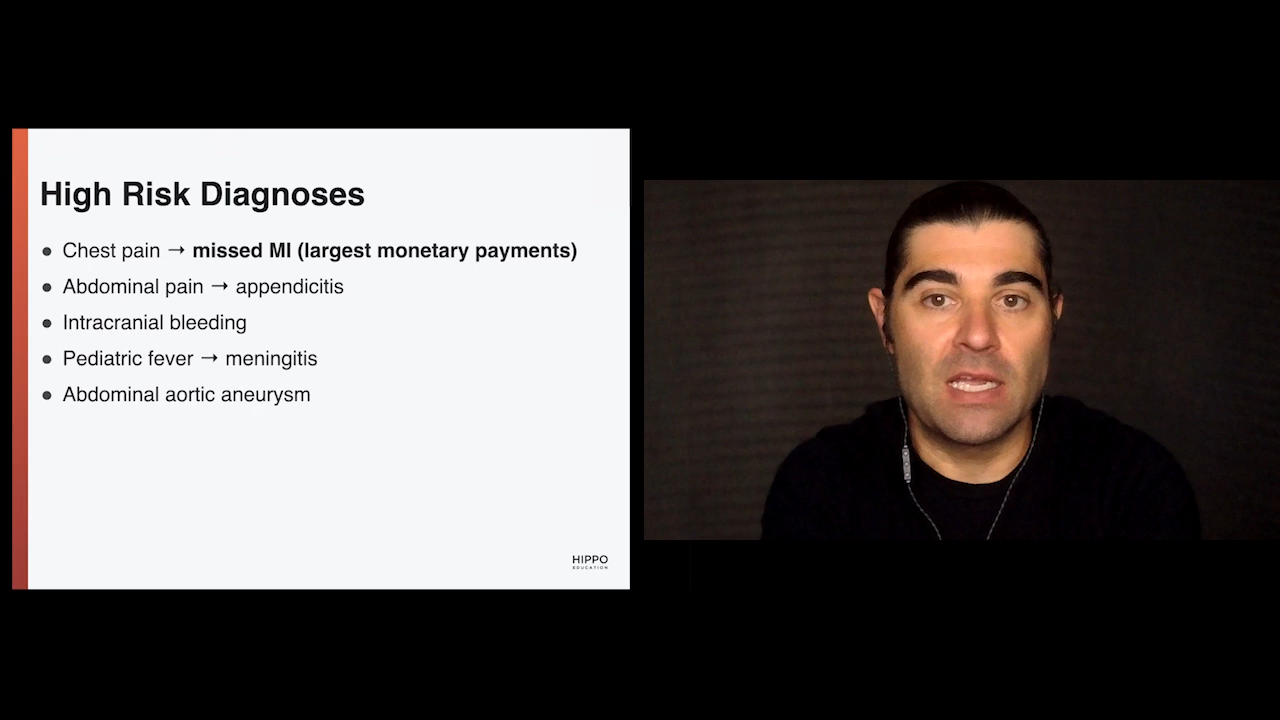 High Risk Diagnoses
● Chest pain → missed MI (largest monetary payments)
● Abdominal pain → appendicitis
● Intracranial bleeding
● Pediatric fever → meningitis
● Abdominal aortic aneurysm
HIPPO
EDUCATION